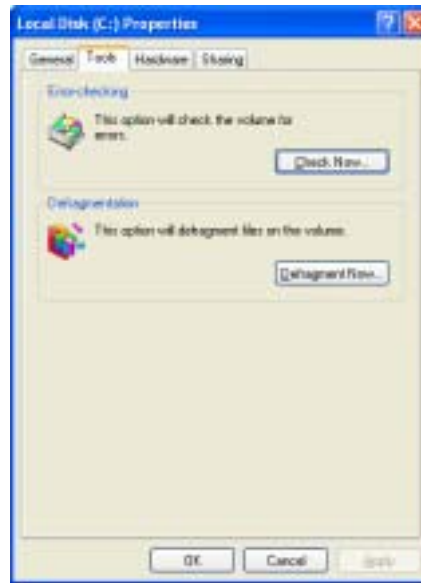 Local Disk (C:) Properties
General Tools Hardware Sharing
Error-checking
This option will check the volume for
errors.
Check Now...
Defragmentation
This option will defragment files on the volume.
Defragment Now...
OK Cancel Apply